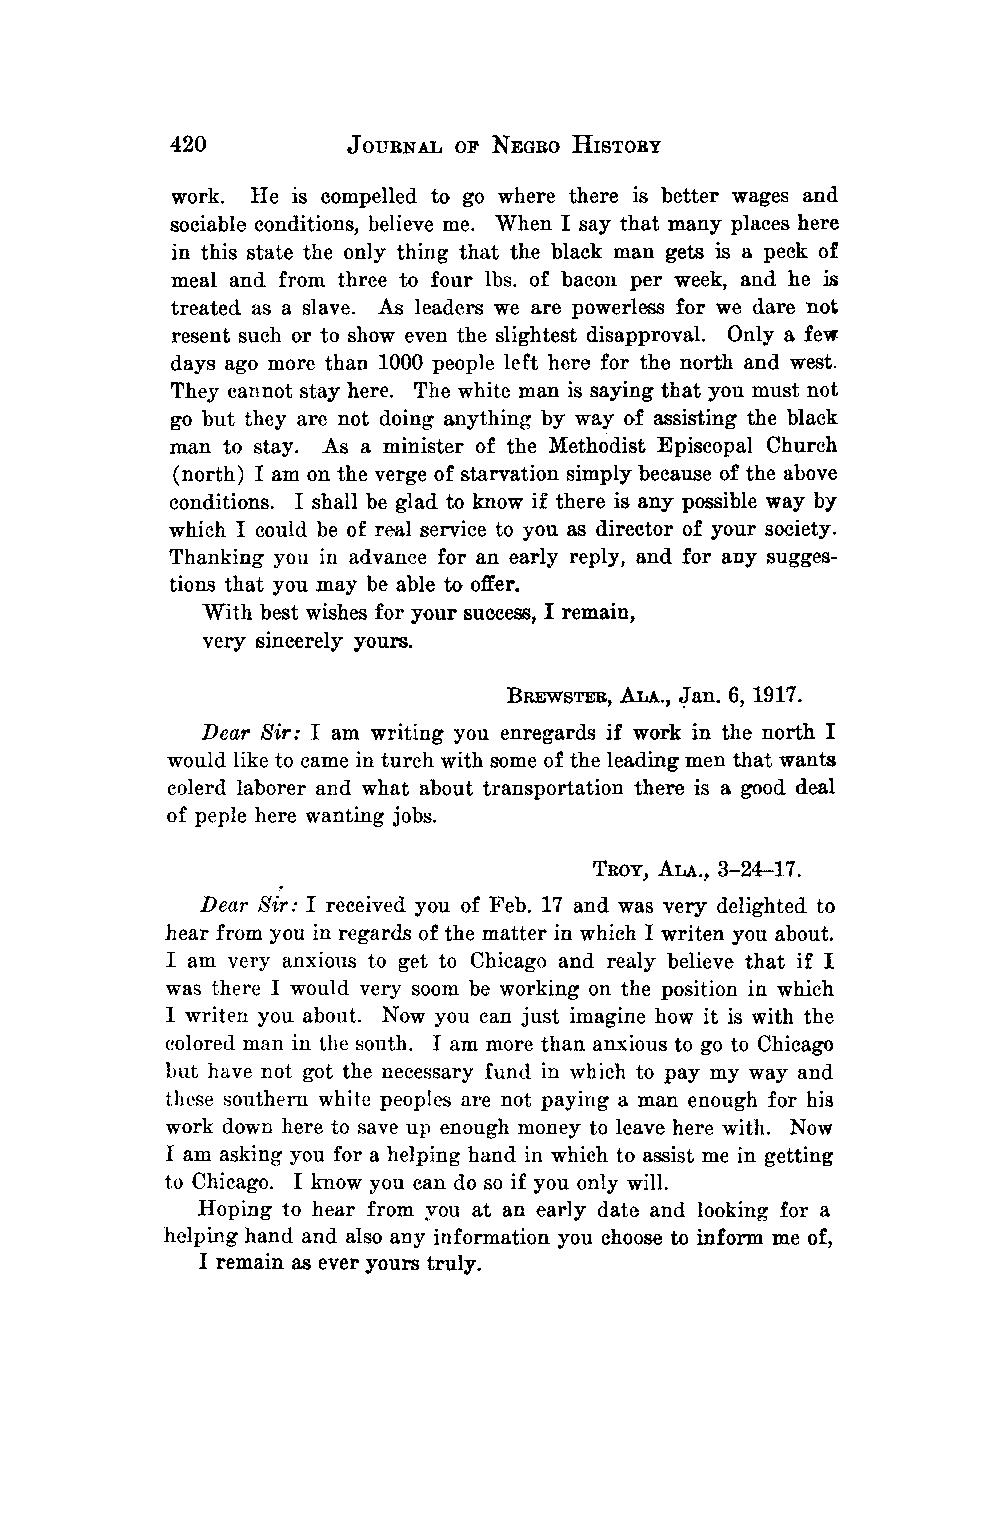 420 JOURNAL OF NEGRO HISTORY
work. He is compelled to go where there is better wages and
sociable conditions, believe me. When I say that many places here
in this state the only thing that the black man gets is a peck of
meal and from three to four lbs. of bacon per week, and he is
treated as a slave. As leaders we are powerless for we dare not
resent such or to show even the slightest disapproval. Only a few
days ago more than 1000 people left here for the north and west.
They cannot stay here. The white man is saying that you must not
go but they are not doing anything by way of assisting the black
man to stay. As a minister of the Methodist Episcopal Church
(north) I am on the verge of starvation simply because of the above
conditions. I shall be glad to know if there is any possible way by
which I could be of real service to you as director of your society.
Thanking you in advance for an early reply, and for any sugges-
tions that you may be able to offer.
With best wishes for your success, I remain,
very sincerely yours.
BREWSTER, ALA., Jan. 6, 1917.
Dear Sir: I am writing you enregards if work in the north I
would like to came in turch with some of the leading men that wants
colerd laborer and what about transportation there is a good deal
of peple here wanting jobs.
TROY, ALA., 3–24–17.
Dear Sir: I received you of Feb. 17 and was very delighted to
hear from you in regards of the matter in which I writen you about.
I am very anxious to get to Chicago and realy believe that if I
was there I would very soom be working on the position in which
I writen you about. Now you can just imagine how it is with the
colored man in the south. I am more than anxious to go to Chicago
but have not got the necessary fund in which to pay my way and
these southern white peoples are not paying a man enough for his
work down here to save up enough money to leave here with. Now
I am asking you for a helping hand in which to assist me in getting
to Chicago. I know you can do so if you only will.
Hoping to hear from you at an early date and looking for a
helping hand and also any information you choose to inform me of,
I remain as ever yours truly.